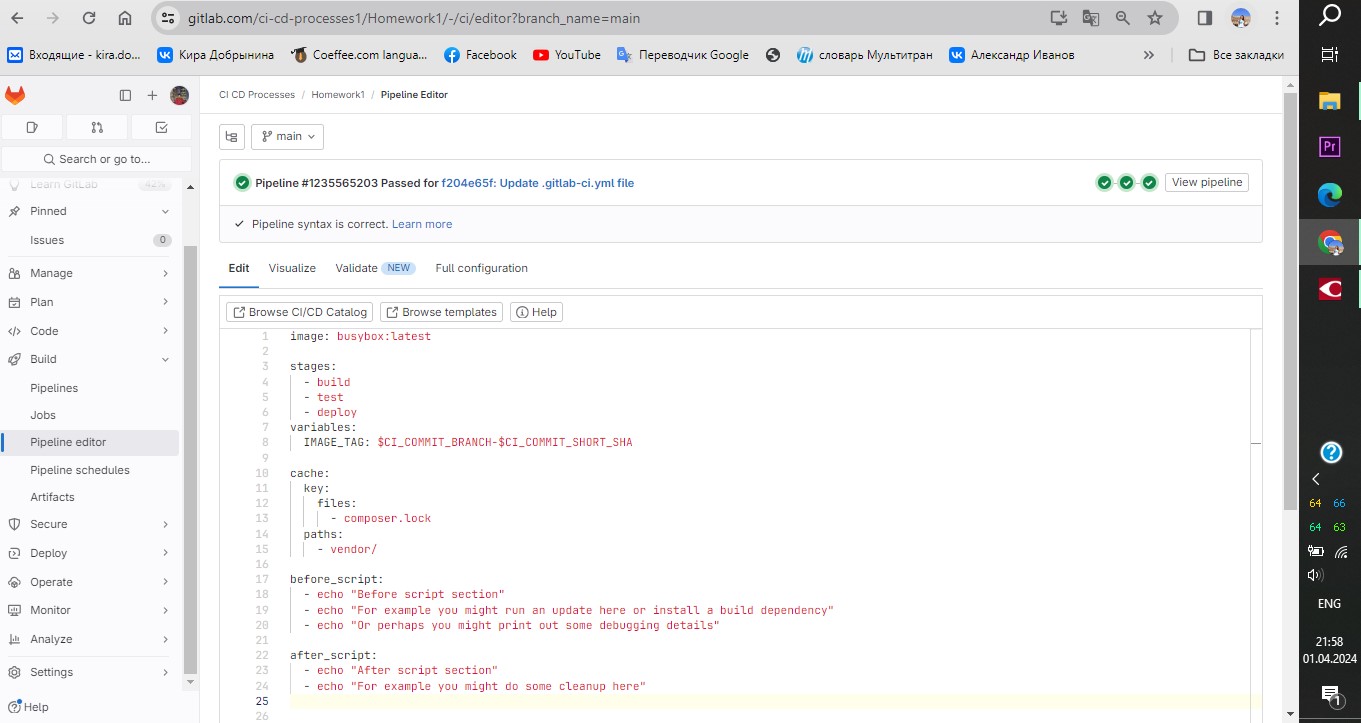 gitlab.com/ci-cd-processes1/Homework1/-/ci/editor?branch_name=main
Входящие - kira.do...
Кира Добрынина
Coeffee.com langua...
Facebook
YouTube
Переводчик Google
словарь Мультитран
Александр Иванов
»
Все закладки
CI CD Processes / Homework1 / Pipeline Editor
main
Search or go to...
Learn GitLab 42%
Pinned
Issues 0
Manage
Plan
Code
Build
Pipelines
Jobs
Pipeline editor
Pipeline schedules
Artifacts
Secure
Deploy
Operate
Monitor
Analyze
Settings
Help
Pipeline #1235565203 Passed for f204e65f: Update .gitlab-ci.yml file
View pipeline
Pipeline syntax is correct. Learn more
Edit Visualize Validate NEW Full configuration
Browse CI/CD Catalog Browse templates Help
1 image: busybox:latest
2
3 stages:
4 - build
5 - test
6 - deploy
7 variables:
8 IMAGE_TAG: $CI_COMMIT_BRANCH-$CI_COMMIT_SHORT_SHA
9
10 cache:
11 key:
12 files:
13 - composer.lock
14 paths:
15 - vendor/
16
17 before_script:
18 - echo "Before script section"
19 - echo "For example you might run an update here or install a build dependency"
20 - echo "Or perhaps you might print out some debugging details"
21
22 after_script:
23 - echo "After script section"
24 - echo "For example you might do some cleanup here"
25
26
Pr
64 66
64 63
ENG
21:58
01.04.2024
1